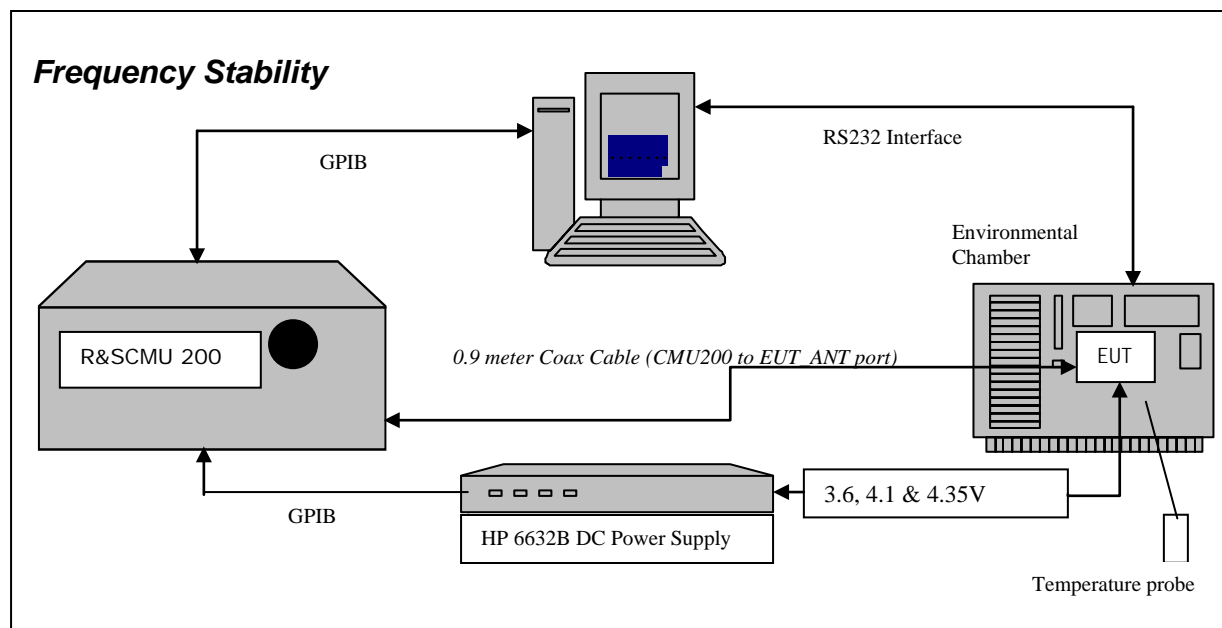 Frequency Stability
GPIB
RS232 Interface
Environmental
Chamber
R&SCMU 200
0.9 meter Coax Cable (CMU200 to EUT_ANT port)
EUT
3.6, 4.1 & 4.35V
GPIB
HP 6632B DC Power Supply
Temperature probe